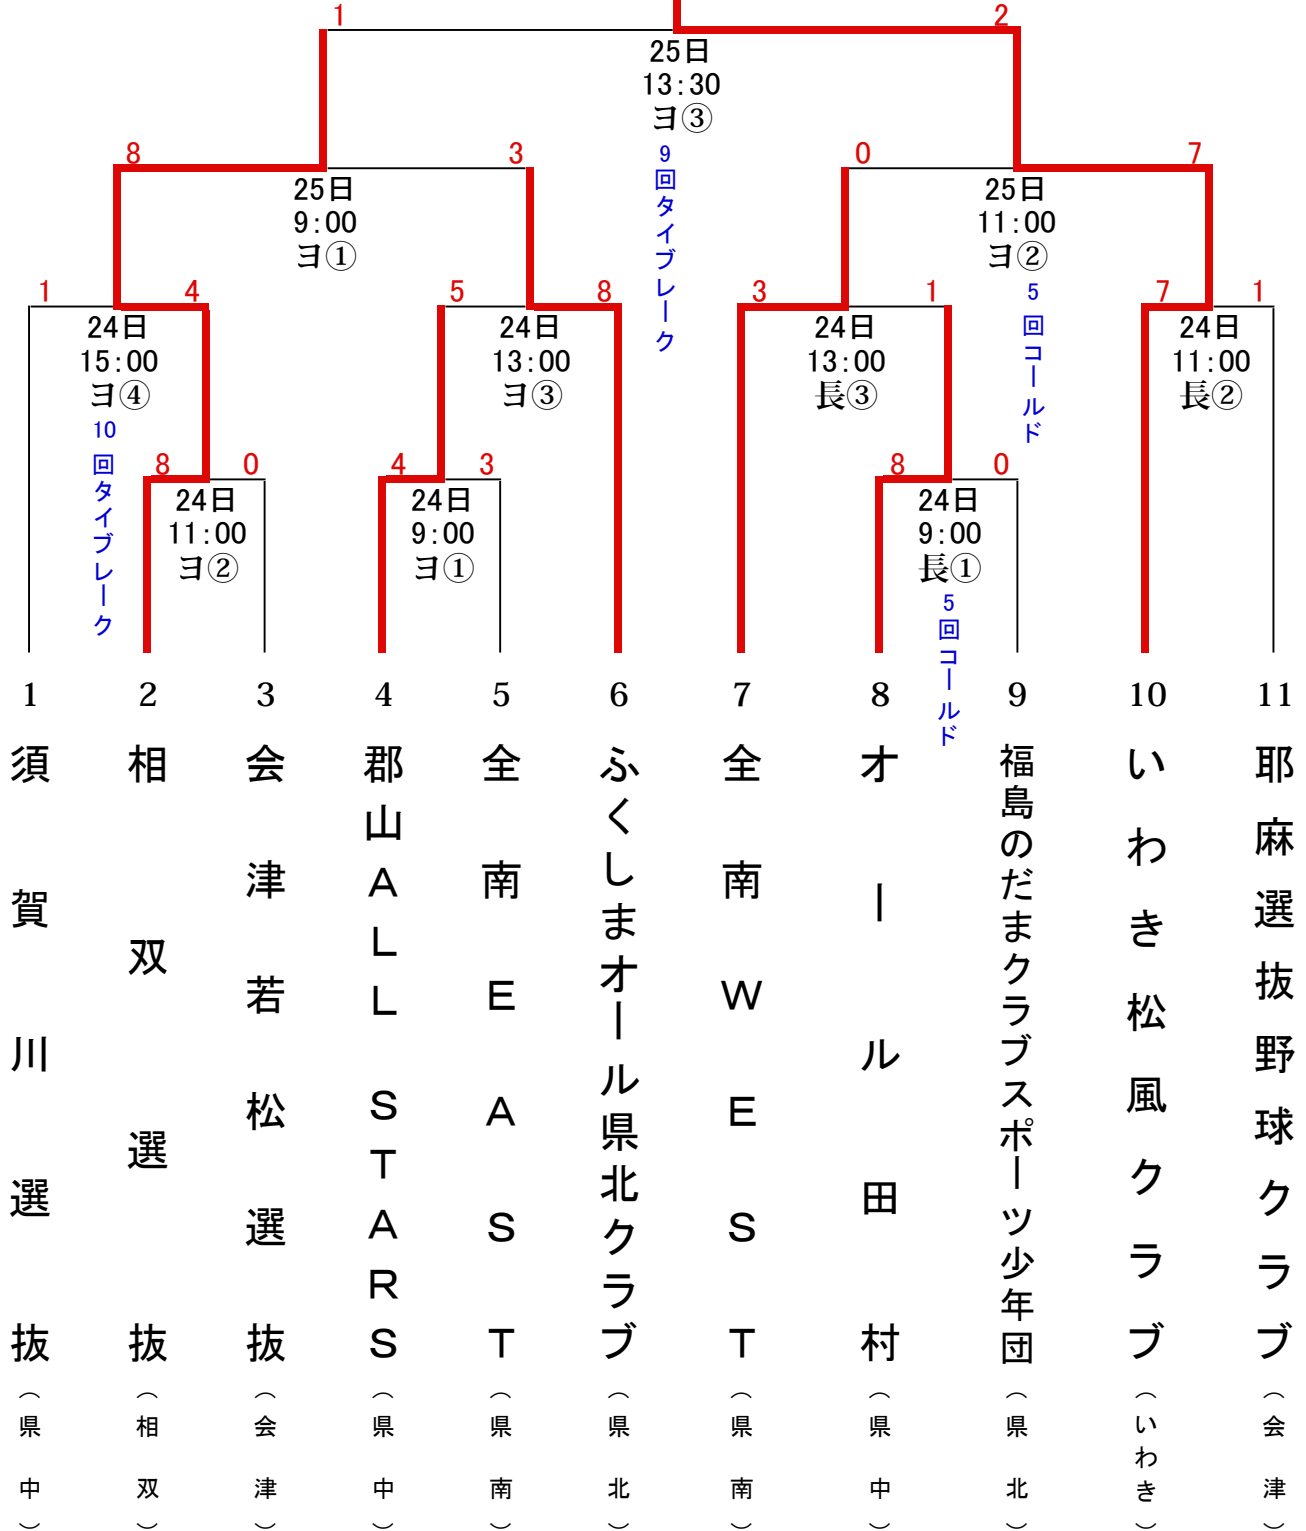 1
2
25日
13:30
ヨ③
9回タイブレーク
8
3
25日
9:00
ヨ①
0
7
25日
11:00
ヨ②
5回コールド
1
4
24日
15:00
ヨ④
10回タイブレーク
5
8
24日
13:00
ヨ③
3
1
24日
13:00
長③
7
1
24日
11:00
長②
8
0
24日
11:00
ヨ②
4
3
24日
9:00
ヨ①
8
0
24日
9:00
長①
5回コールド
1
須賀川選抜
(県中)
2
相双選抜
(相双)
3
会津若松選抜
(会津)
4
郡山ALL STARS
(県中)
5
全南EAST
(県南)
6
ふくしまオール県北クラブ
(県北)
7
全南WEST
(県南)
8
オール田村
(県中)
9
福島のだまクラブスポーツ少年団
(県北)
10
いわき松風クラブ
(いわき)
11
耶麻選抜野球クラブ
(会津)